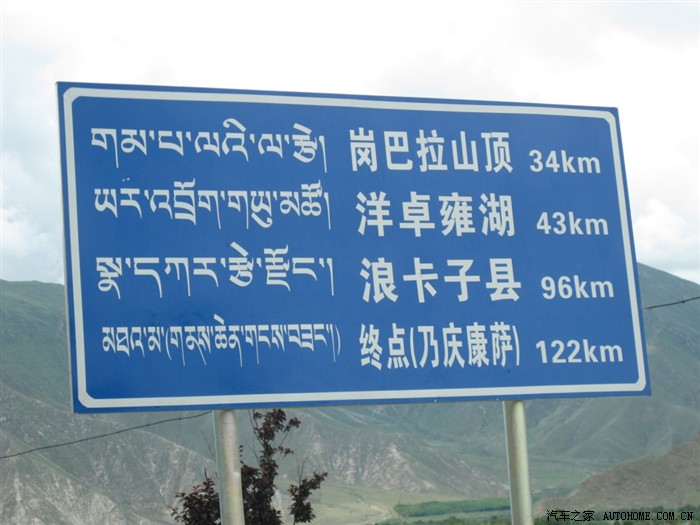 གམ་པ་ལའི་ལ་རྩེ། 岗巴拉山顶 34km
ཡར་འབྲོག་གཡུ་མཚོ། 洋卓雍湖 43km
སྣ་དཀར་རྩེ་རྫོང་། 浪卡子县 96km
མཐའ་མ་(གནས་ཆེན་གངས་བཟང་།) 终点(乃庆康萨) 122km
汽车之家 AUTOHOME.COM.CN